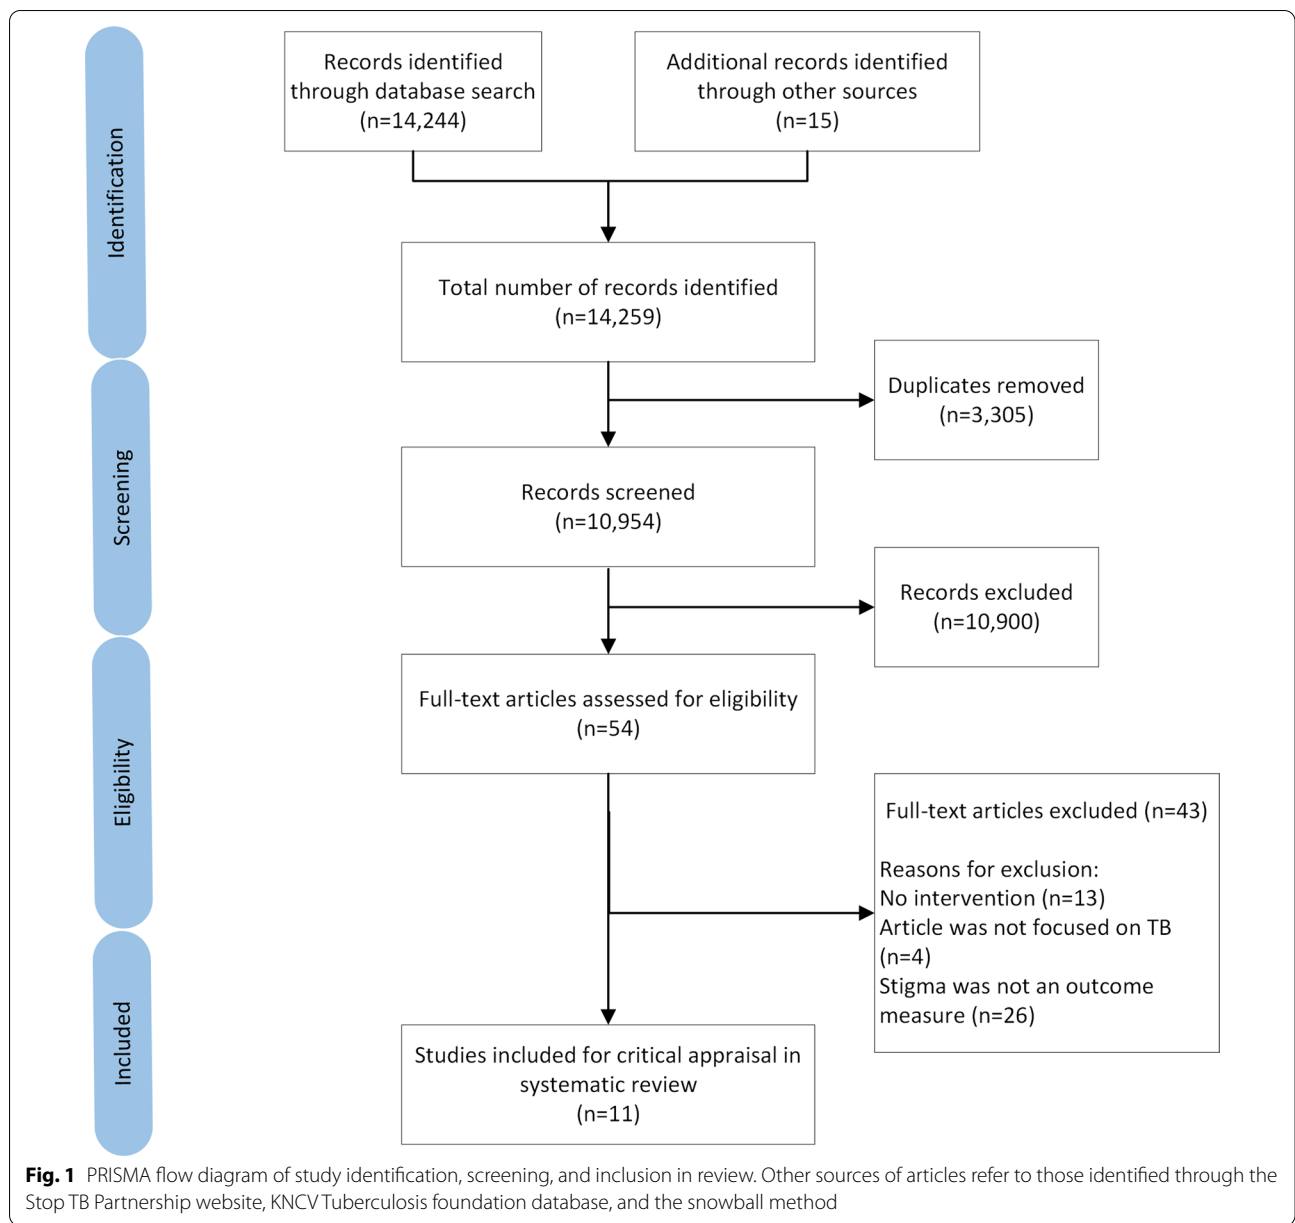 Identification
Records identified
through database search
(n=14,244)
Additional records identified
through other sources
(n=15)
Total number of records identified
(n=14,259)
Duplicates removed
(n=3,305)
Screening
Records screened
(n=10,954)
Records excluded
(n=10,900)
Eligibility
Full-text articles assessed for eligibility
(n=54)
Full-text articles excluded (n=43)
Reasons for exclusion:
No intervention (n=13)
Article was not focused on TB
(n=4)
Stigma was not an outcome
measure (n=26)
Included
Studies included for critical appraisal in
systematic review
(n=11)
Fig. 1 PRISMA flow diagram of study identification, screening, and inclusion in review. Other sources of articles refer to those identified through the
Stop TB Partnership website, KNCV Tuberculosis foundation database, and the snowball method